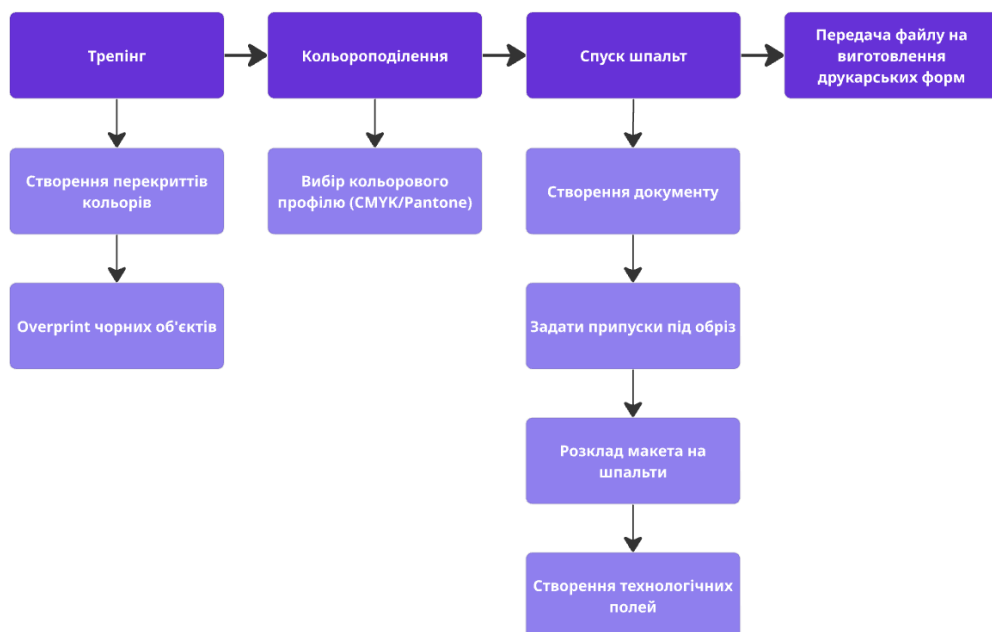 Трепінг
Кольороподілення
Спуск шпальт
Передача файлу на
виготовлення
друкарських форм
Створення перекриттів
кольорів
Вибір кольорового
профілю (CMYK/Pantone)
Створення документу
Overprint чорних об'єктів
Задати припуски під обріз
Розклад макета на
шпальти
Створення технологічних
полей